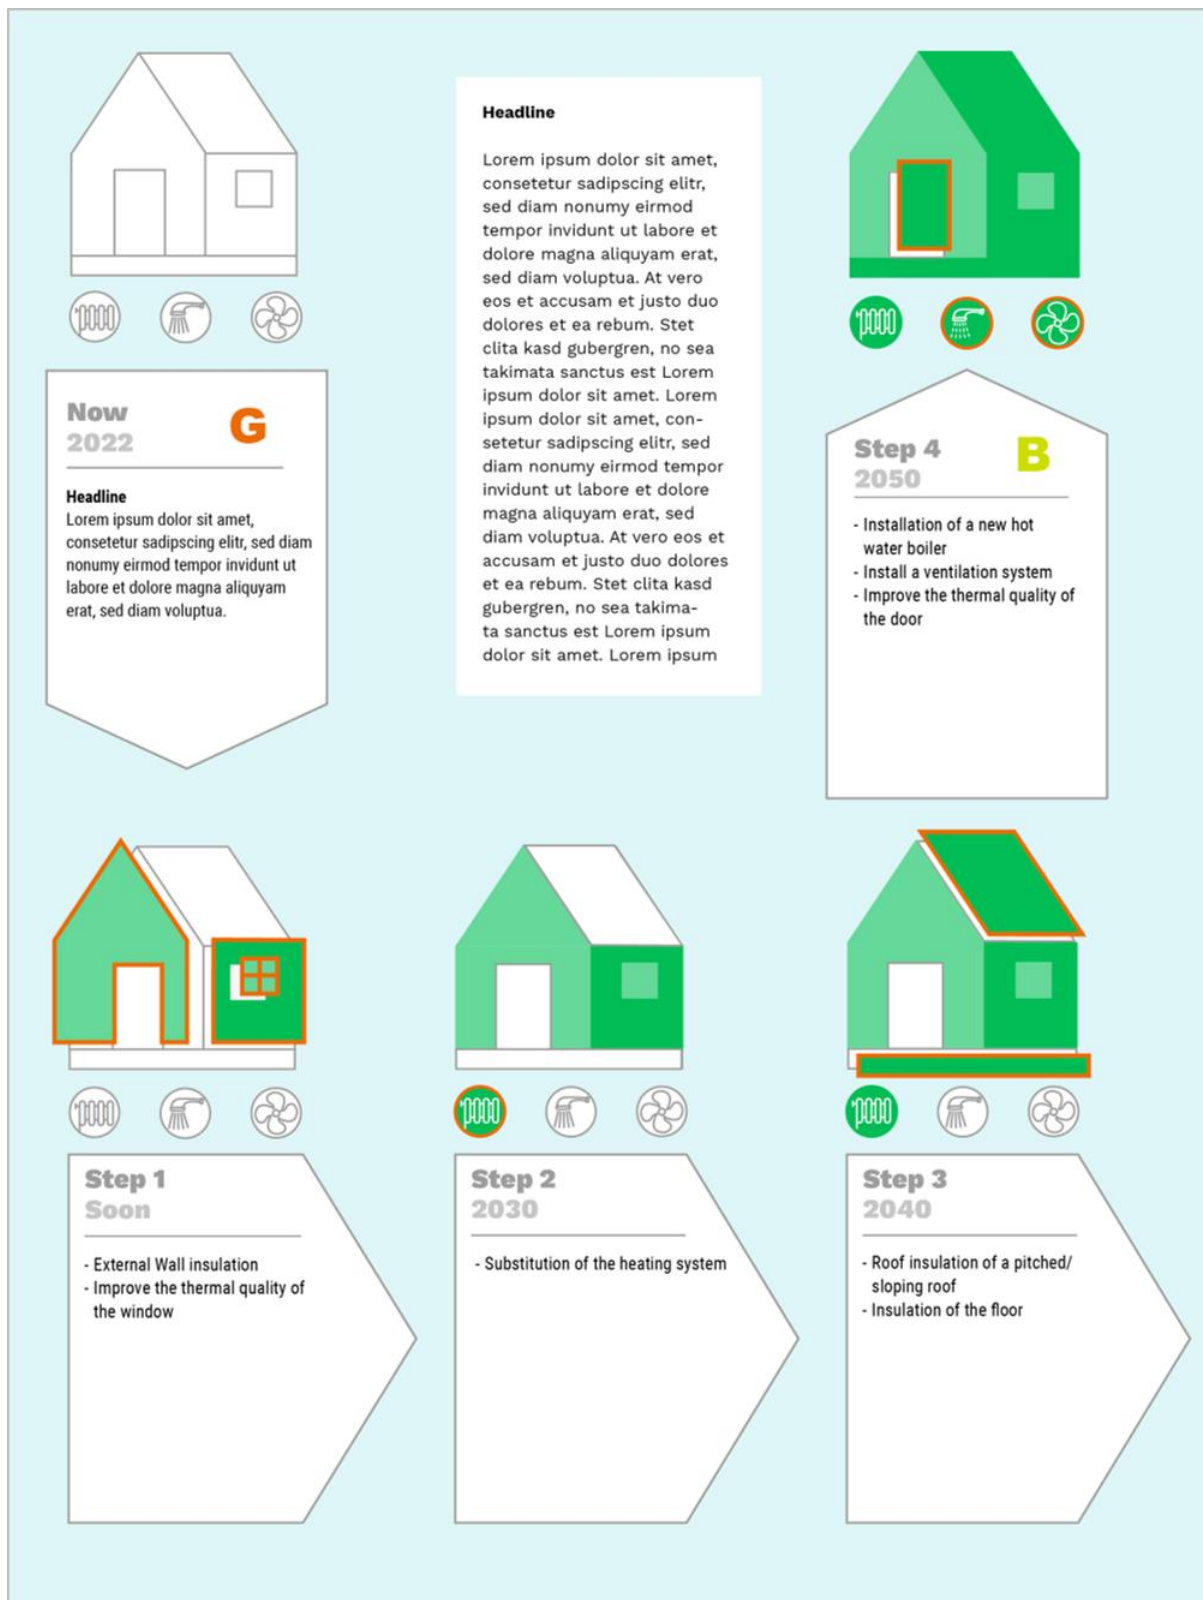 Now
2022
G
Headline
Lorem ipsum dolor sit amet,
consetetur sadipscing elitr, sed diam
nonumy eirmod tempor invidunt ut
labore et dolore magna aliquyam
erat, sed diam voluptua.
Headline
Lorem ipsum dolor sit amet,
consetetur sadipscing elitr,
sed diam nonumy eirmod
tempor invidunt ut labore et
dolore magna aliquyam erat,
sed diam voluptua. At vero
eos et accusam et justo duo
dolores et ea rebum. Stet
clita kasd gubergren, no sea
takimata sanctus est Lorem
ipsum dolor sit amet. Lorem
ipsum dolor sit amet, con-
setetur sadipscing elitr, sed
diam nonumy eirmod tempor
invidunt ut labore et dolore
magna aliquyam erat, sed
diam voluptua. At vero eos et
accusam et justo duo dolores
et ea rebum. Stet clita kasd
gubergren, no sea takima-
ta sanctus est Lorem ipsum
dolor sit amet. Lorem ipsum
Step 4
2050
B
- Installation of a new hot
water boiler
- Install a ventilation system
- Improve the thermal quality of
the door
Step 1
Soon
- External Wall insulation
- Improve the thermal quality of
the window
Step 2
2030
- Substitution of the heating system
Step 3
2040
- Roof insulation of a pitched/
sloping roof
- Insulation of the floor